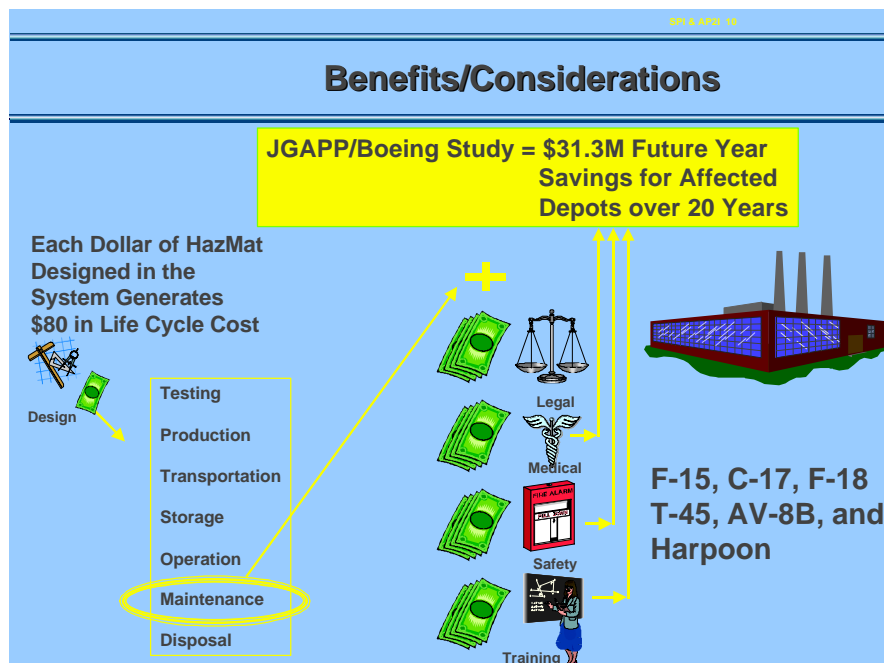 SPI & AP2I 10
Benefits/Considerations
JGAPP/Boeing Study = $31.3M Future Year
Savings for Affected
Depots over 20 Years
Each Dollar of HazMat
Designed in the
System Generates
$80 in Life Cycle Cost
Design
Testing
Production
Transportation
Storage
Operation
Maintenance
Disposal
Legal
Medical
FIRE ALARM
PULL DOWN
Safety
Training
F-15, C-17, F-18
T-45, AV-8B, and
Harpoon